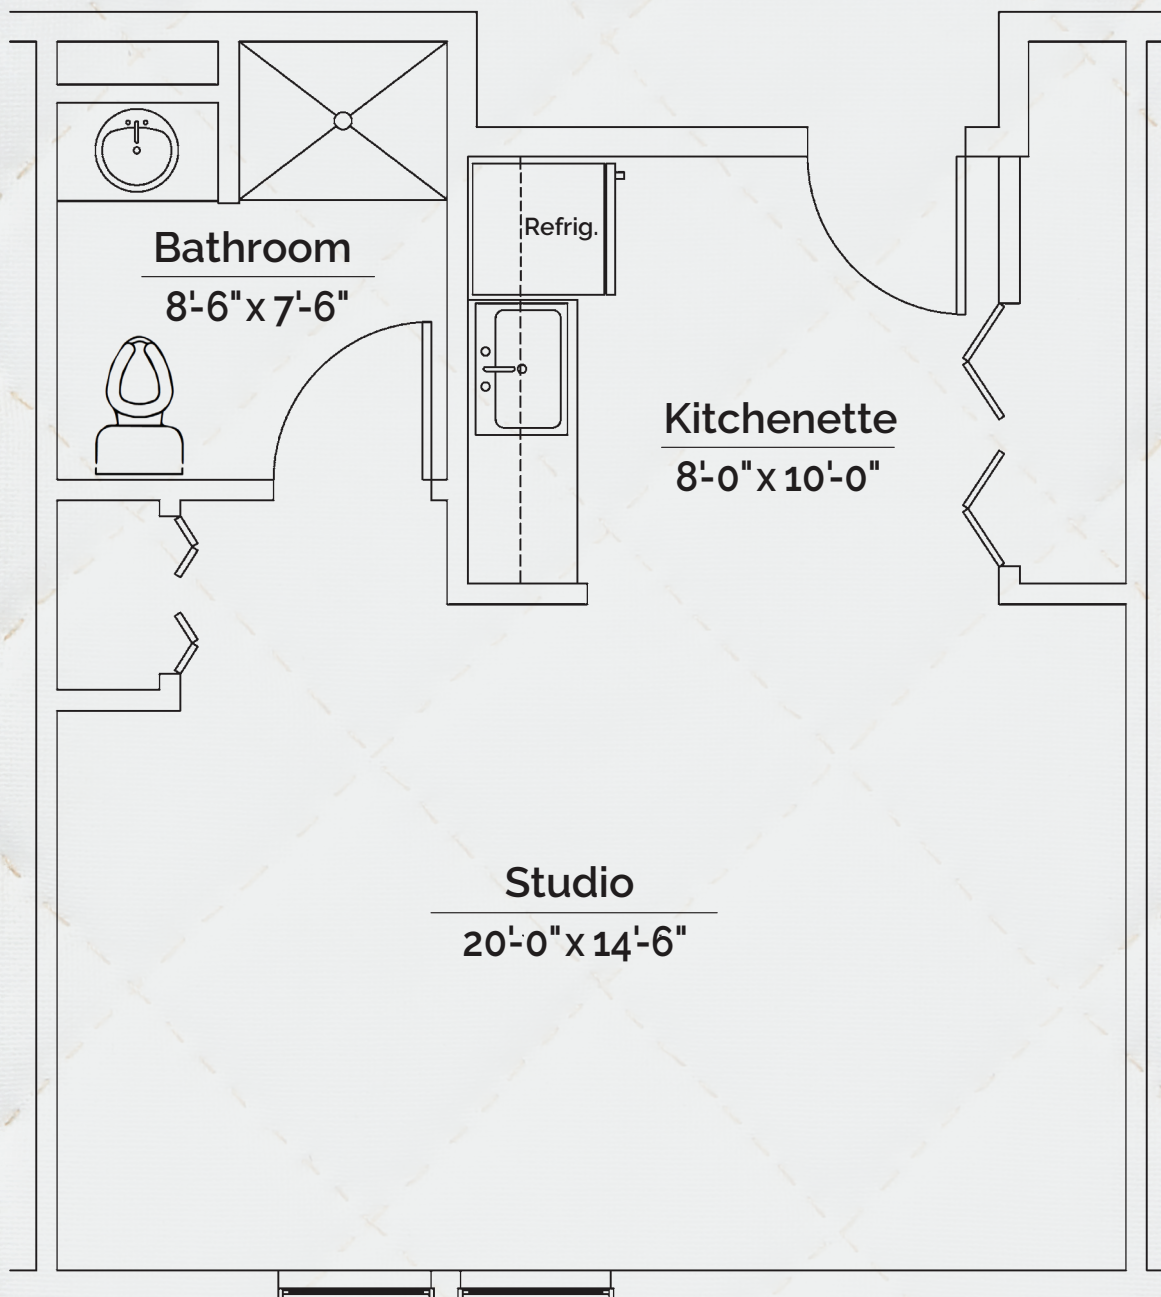 Refrig.
Bathroom
8'-6" x 7'-6"
Kitchenette
8'-0" x 10'-0"
Studio
20'-0" x 14'-6"